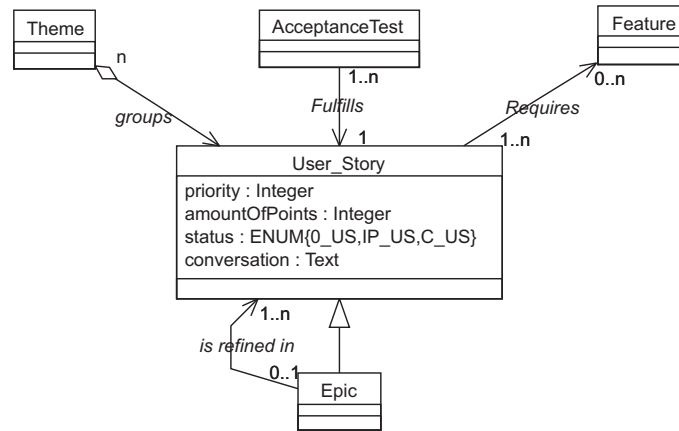 Theme
AcceptanceTest
Feature
n
1..n
0..n
groups
Fulfills
Requires
1
1..n
User_Story
priority : Integer
amountOfPoints : Integer
status : ENUM{0_US,IP_US,C_US}
conversation : Text
1..n
is refined in
0..1
Epic